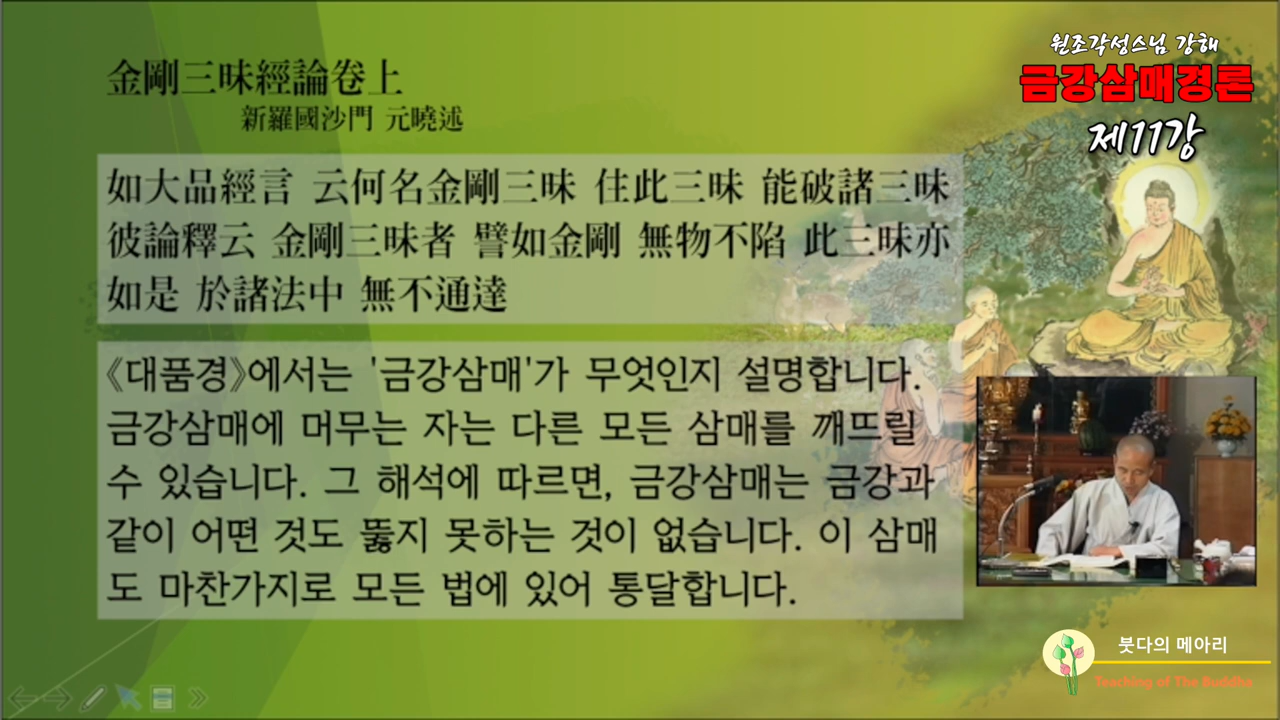 金剛三昧經論卷上
新羅國沙門 元曉述
如大品經言 云何名金剛三昧 住此三昧 能破諸三昧
彼論釋云 金剛三昧者 譬如金剛 無物不陷 此三昧亦
如是 於諸法中 無不通達
《대품경》에서는 '금강삼매'가 무엇인지 설명합니다.
금강삼매에 머무는 자는 다른 모든 삼매를 깨뜨릴
수 있습니다. 그 해석에 따르면, 금강삼매는 금강과
같이 어떤 것도 뚫지 못하는 것이 없습니다. 이 삼매
도 마찬가지로 모든 법에 있어 통달합니다.
원조각성스님 강해
금강삼매경론
제11강
붓다의 메아리
Teaching of The Buddha